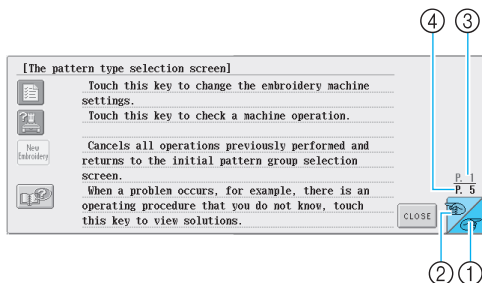 ④ ③
[The pattern type selection screen]
Touch this key to change the embroidery machine
settings.
Touch this key to check a machine operation.
New
Embroidery
Cancels all operations previously performed and
returns to the initial pattern group selection
screen.
When a problem occurs, for example, there is an
operating procedure that you do not know, touch
this key to view solutions.
P. 1
P. 5
CLOSE
② ①